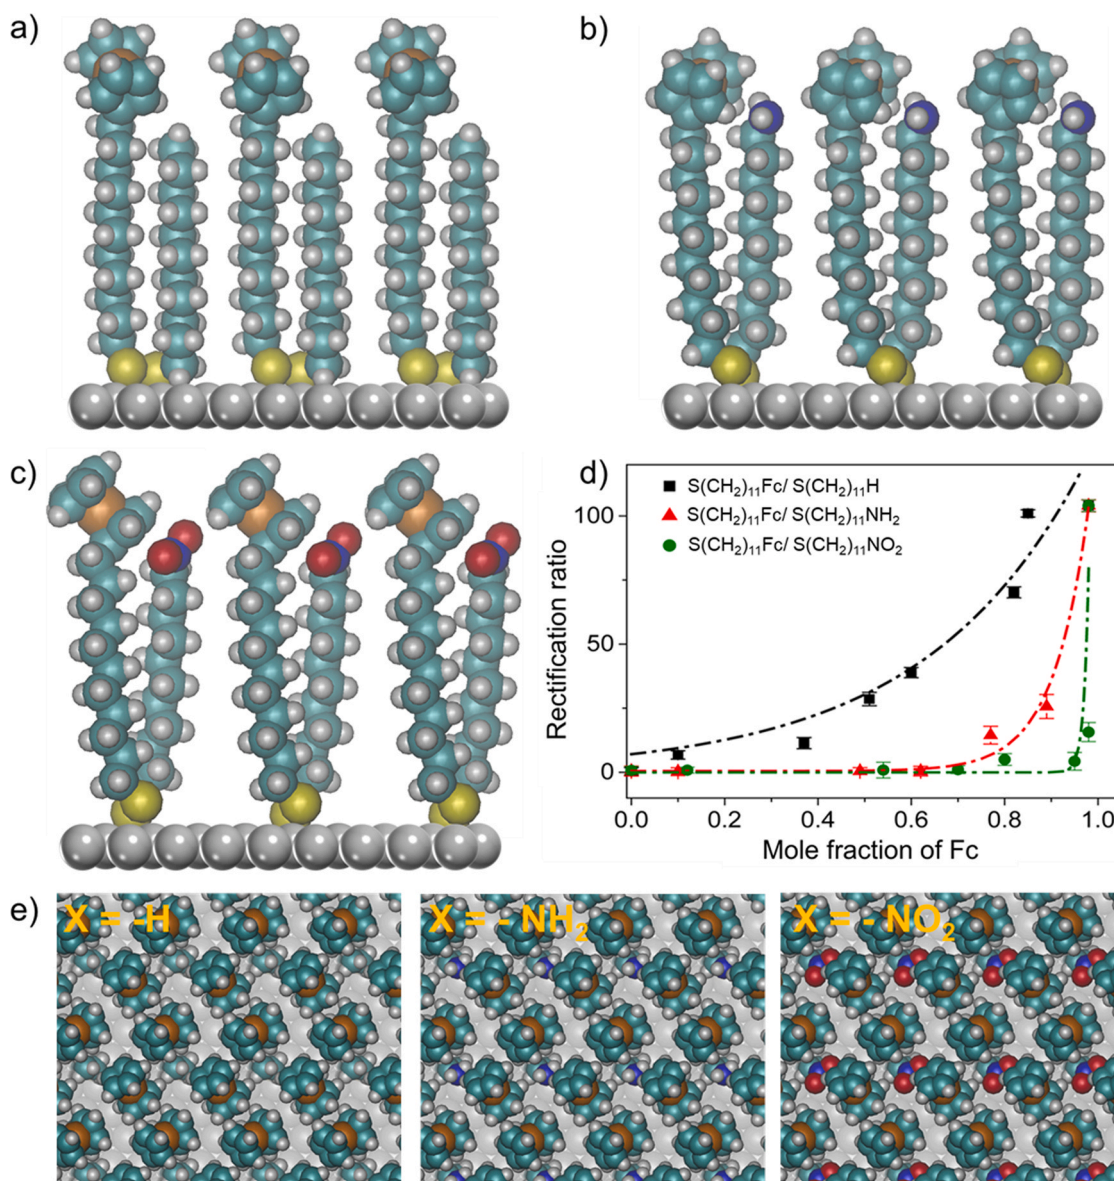 a)
b)
c)
d)
S(CH₂)₁₁Fc/ S(CH₂)₁₁H
S(CH₂)₁₁Fc/ S(CH₂)₁₁NH₂
S(CH₂)₁₁Fc/ S(CH₂)₁₁NO₂
100
50
0
Rectification ratio
0.0 0.2 0.4 0.6 0.8 1.0
Mole fraction of Fc
e)
X = -H
X = - NH₂
X = - NO₂